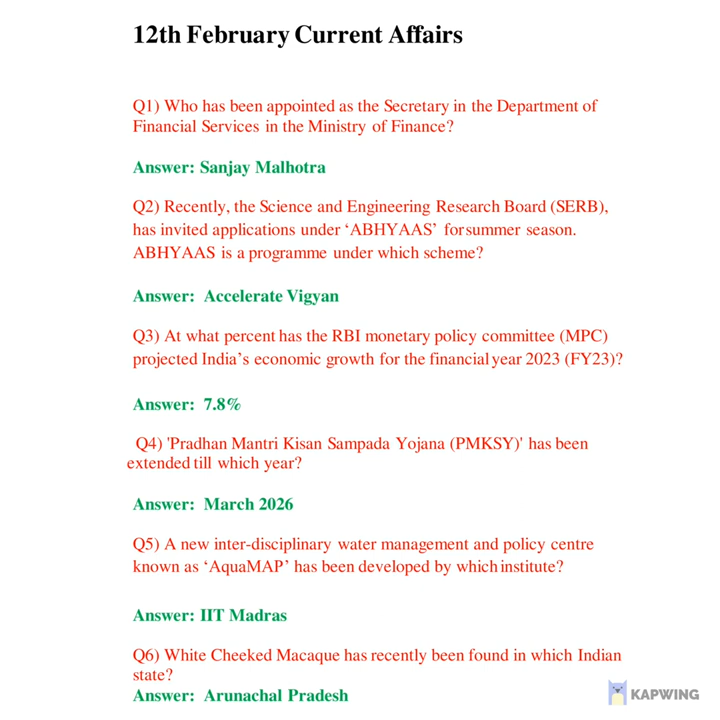 12th February Current Affairs
Q1) Who has been appointed as the Secretary in the Department of
Financial Services in the Ministry of Finance?
Answer: Sanjay Malhotra
Q2) Recently, the Science and Engineering Research Board (SERB),
has invited applications under ‘ABHYAAS’ forsummer season.
ABHYAAS is a programme under which scheme?
Answer: Accelerate Vigyan
Q3) At what percent has the RBI monetary policy committee (MPC)
projected India’s economic growth for the financial year 2023 (FY23)?
Answer: 7.8%
Q4) 'Pradhan Mantri Kisan Sampada Yojana (PMKSY)' has been
extended till which year?
Answer: March 2026
Q5) A new inter-disciplinary water management and policy centre
known as ‘AquaMAP’ has been developed by which institute?
Answer: IIT Madras
Q6) White Cheeked Macaque has recently been found in which Indian
state?
Answer: Arunachal Pradesh
KAPWING